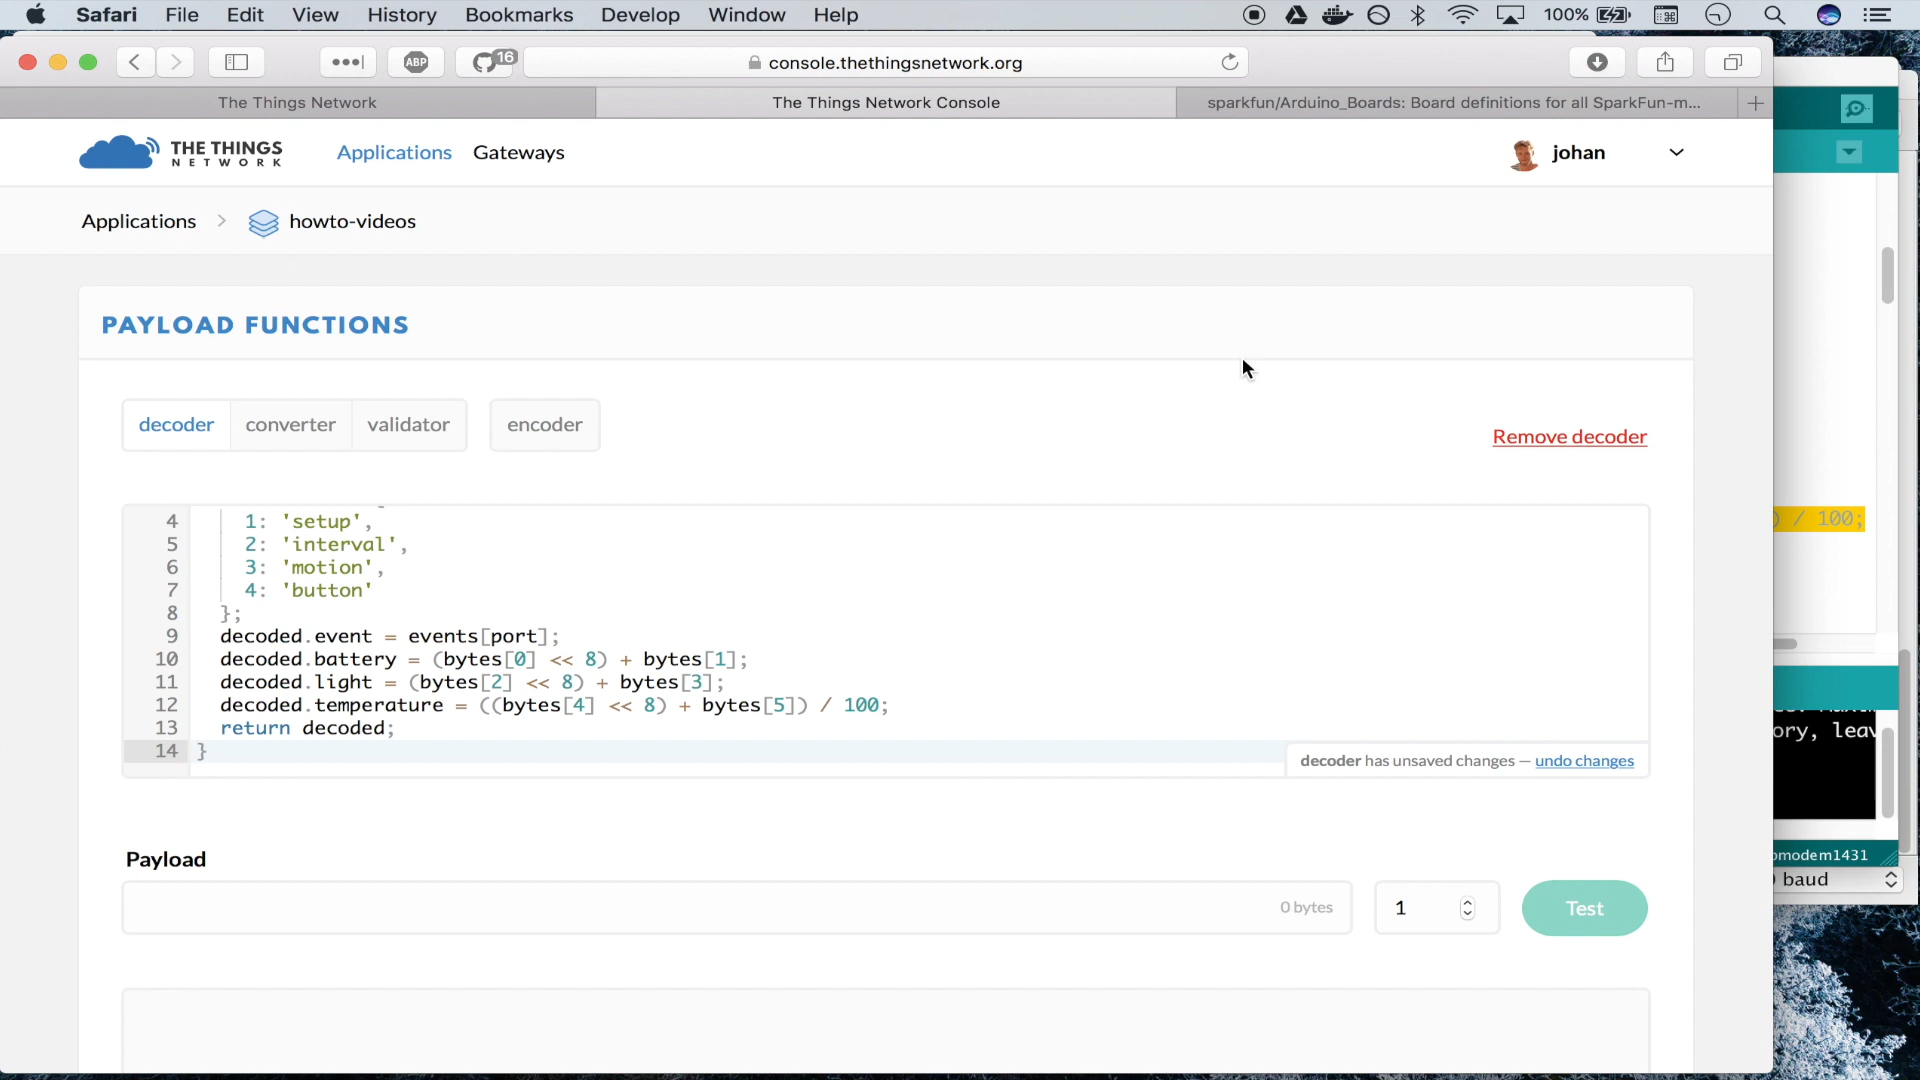 Safari File Edit View History Bookmarks Develop Window Help 100%
ABP 16 console.thethingsnetwork.org
The Things Network The Things Network Console sparkfun/Arduino_Boards: Board definitions for all SparkFun-m...
THE THINGS
NETWORK
Applications Gateways johan
Applications howto-videos
PAYLOAD FUNCTIONS
decoder converter validator encoder
Remove decoder
4 1: 'setup',
5 2: 'interval',
6 3: 'motion',
7 4: 'button'
8 };
9 decoded.event = events[port];
10 decoded.battery = (bytes[0] << 8) + bytes[1];
11 decoded.light = (bytes[2] << 8) + bytes[3];
12 decoded.temperature = ((bytes[4] << 8) + bytes[5]) / 100;
13 return decoded;
14 }
decoder has unsaved changes — undo changes
Payload
0 bytes 1 Test
) / 100;
ory, leav
modem1431
baud